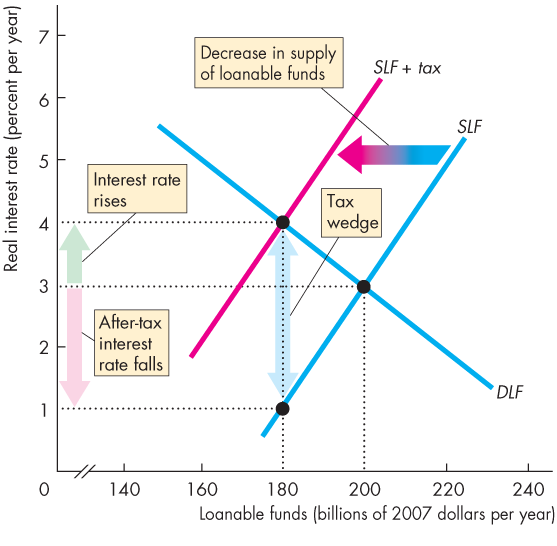 Real interest rate (percent per year)
7
6
5
4
3
2
1
0
Decrease in supply
of loanable funds
SLF + tax
SLF
Interest rate
rises
Tax
wedge
After-tax
interest
rate falls
DLF
140 160 180 200 220 240
Loanable funds (billions of 2007 dollars per year)